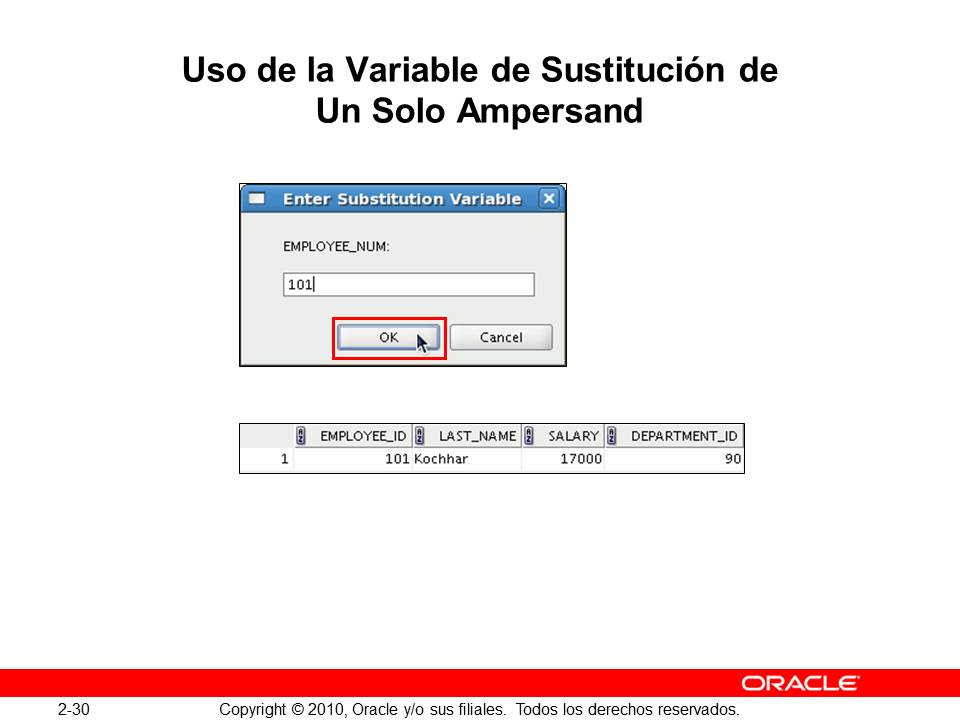 Uso de la Variable de Sustitución de
Un Solo Ampersand
Enter Substitution Variable
EMPLOYEE_NUM:
101
OK Cancel
EMPLOYEE_ID LAST_NAME SALARY DEPARTMENT_ID
1 101 Kochhar 17000 90
ORACLE
2-30 Copyright © 2010, Oracle y/o sus filiales. Todos los derechos reservados.